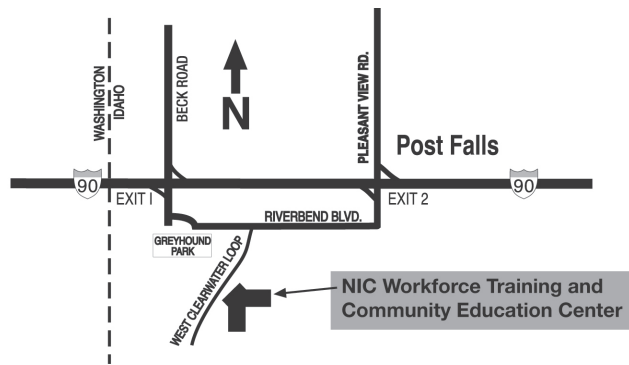 WASHINGTON
IDAHO
BECK ROAD
N
PLEASANT VIEW RD.
Post Falls
90
90
EXIT I
EXIT 2
RIVERBEND BLVD.
GREYHOUND
PARK
WEST CLEARWATER LOOP
NIC Workforce Training and
Community Education Center